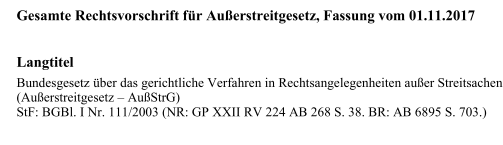 Gesamte Rechtsvorschrift für Außerstreitgesetz, Fassung vom 01.11.2017
Langtitel
Bundesgesetz über das gerichtliche Verfahren in Rechtsangelegenheiten außer Streitsachen
(Außerstreitgesetz – AußStrG)
StF: BGBl. I Nr. 111/2003 (NR: GP XXII RV 224 AB 268 S. 38. BR: AB 6895 S. 703.)